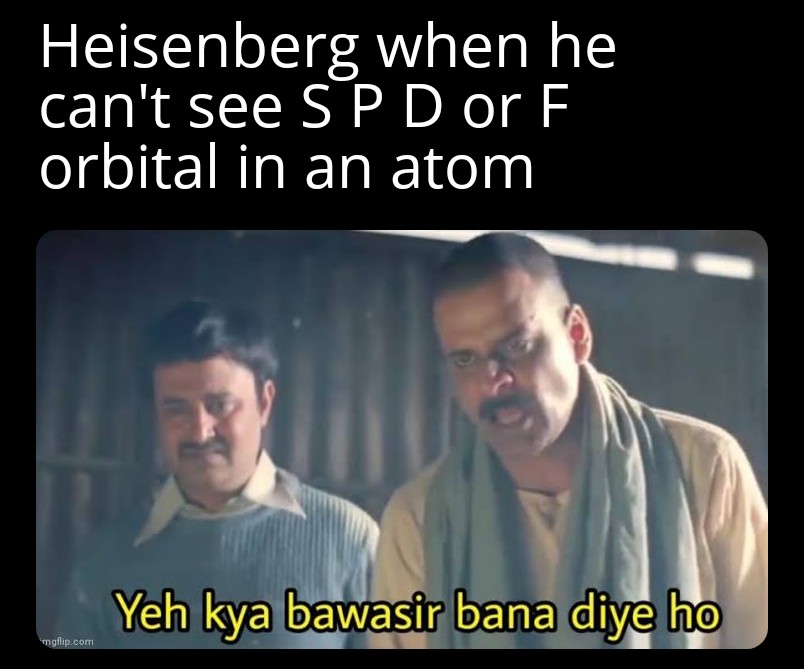 Heisenberg when he
can't see S P D or F
orbital in an atom
Yeh kya bawasir bana diye ho
imgflip.com